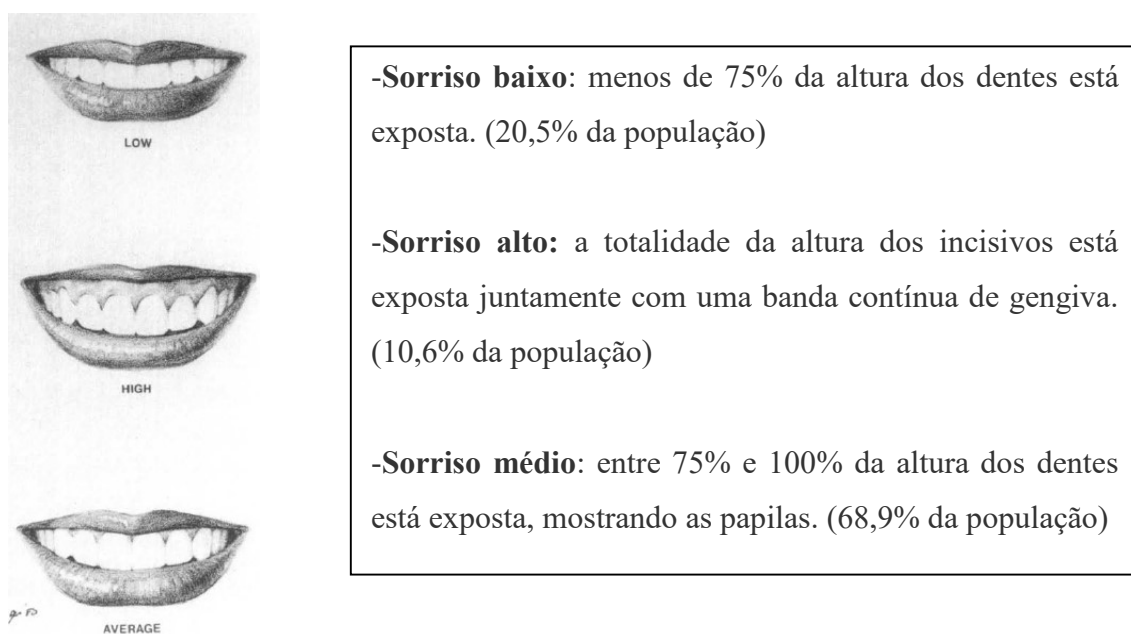 LOW
HIGH
AVERAGE
-Sorriso baixo: menos de 75% da altura dos dentes está
exposta. (20,5% da população)
-Sorriso alto: a totalidade da altura dos incisivos está
exposta juntamente com uma banda contínua de gengiva.
(10,6% da população)
-Sorriso médio: entre 75% e 100% da altura dos dentes
está exposta, mostrando as papilas. (68,9% da população)